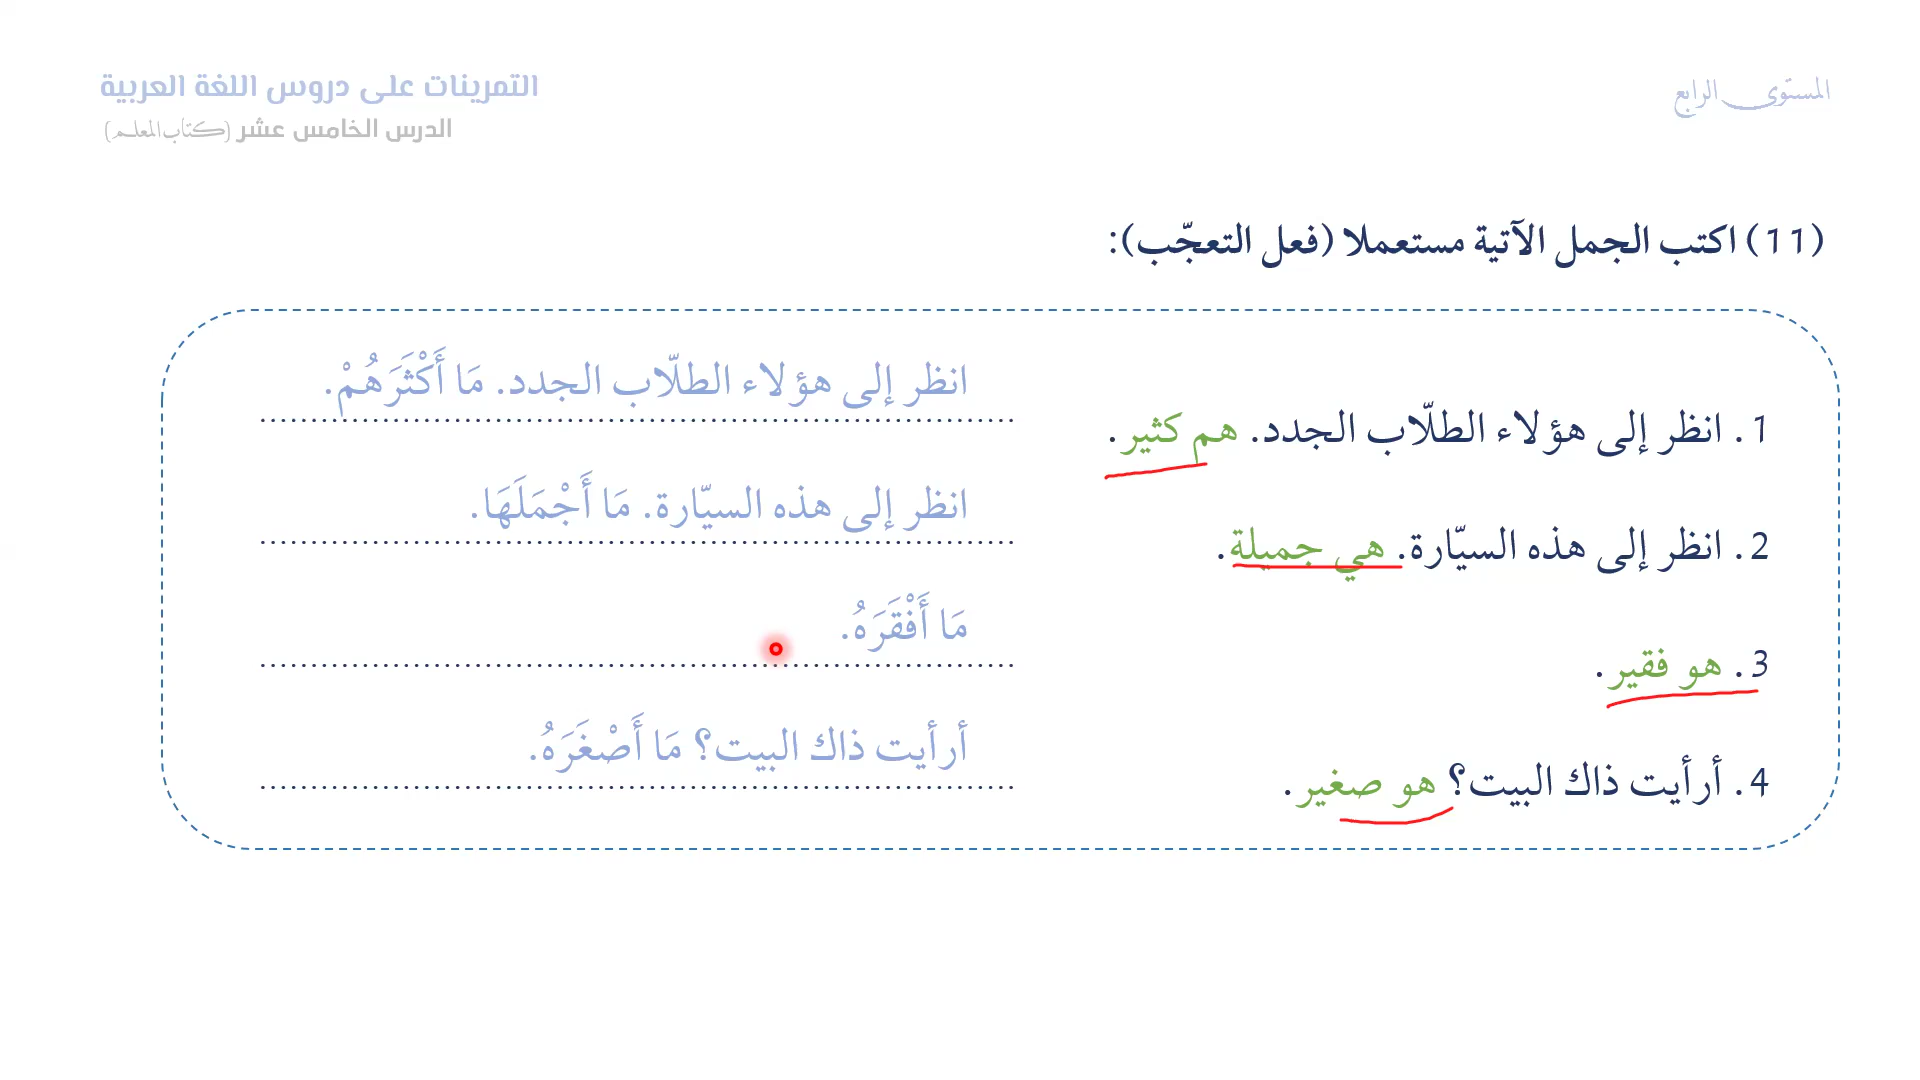 المستوى الرابع
التمرينات على دروس اللغة العربية
الدرس الخامس عشر (كتاب المعلم)
(11) اكتب الجمل الآتية مستعملا (فعل التعجّب):
1. انظر إلى هؤلاء الطلّاب الجدد. هم كثير.
انظر إلى هؤلاء الطلّاب الجدد. مَا أَكْثَرَهُمْ.
2. انظر إلى هذه السيّارة. هي جميلة.
انظر إلى هذه السيّارة. مَا أَجْمَلَهَا.
3. هو فقير.
مَا أَفْقَرَهُ.
4. أرأيت ذاك البيت؟ هو صغير.
أرأيت ذاك البيت؟ مَا أَصْغَرَهُ.